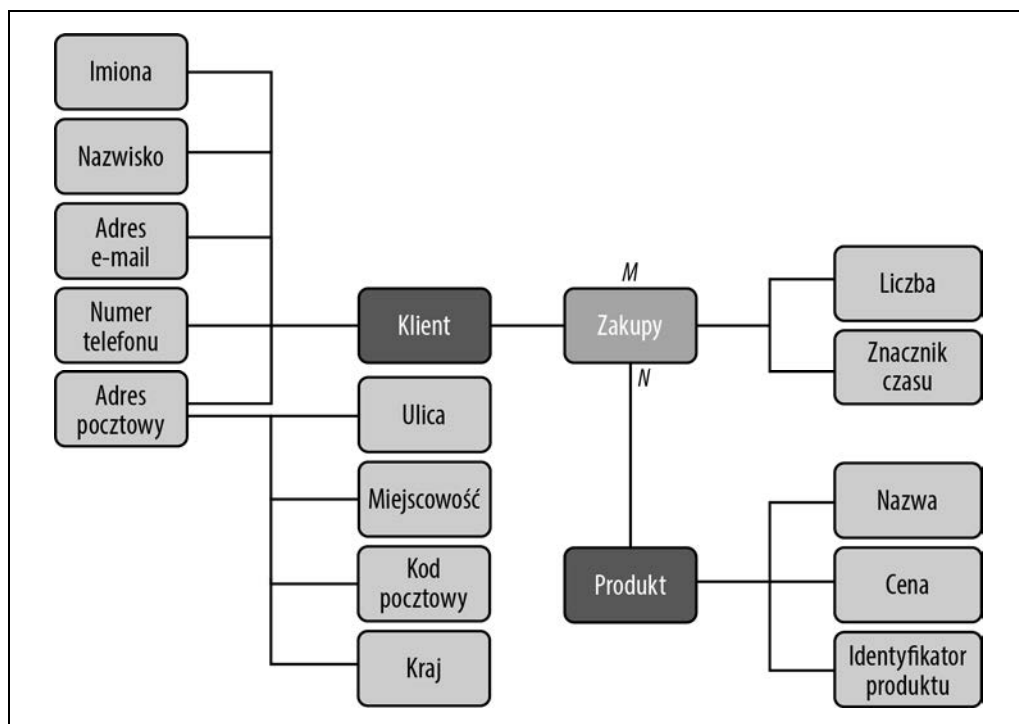 Imiona
Nazwisko
Adres
e-mail
Numer
telefonu
Adres
pocztowy
Klient
Ulica
Miejscowość
Kod
pocztowy
Kraj
M
Zakupy
N
Produkt
Liczba
Znacznik
czasu
Nazwa
Cena
Identyfikator
produktu